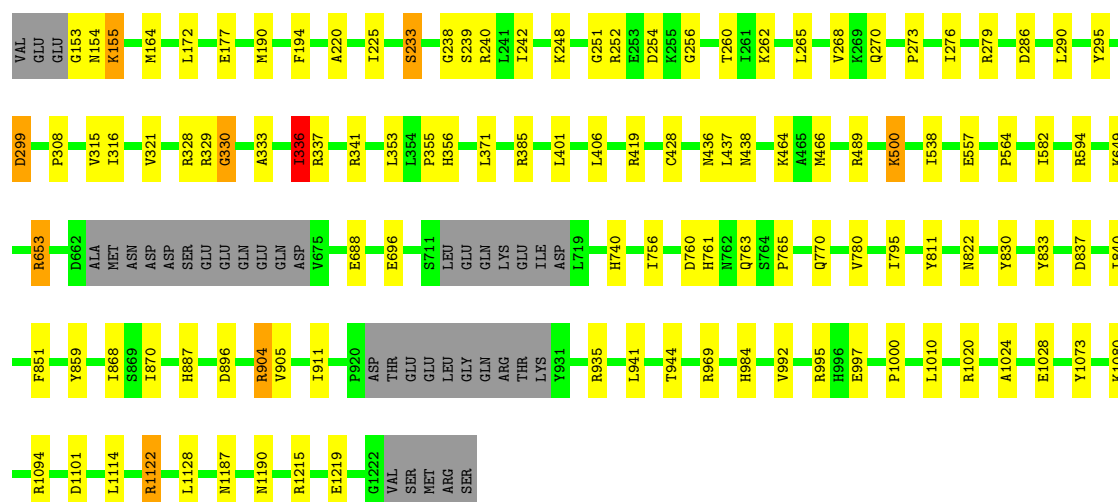 VAL GLU GLU G153 N154 K155 M164 L172 E177 M190 F194 A220 I225 S233 G238 S239 R240 L241 I242 K248 G251 R252 E253 D254 K255 G256 T260 I261 K262 L265 V268 K269 Q270 P273 I276 R279 D286 L290 Y295
D299 P308 V315 I316 V321 R328 R329 G330 A333 I336 R337 R341 L353 L354 P355 H356 L371 R385 L401 L406 R419 C428 N436 L437 N438 K464 A465 M466 R489 K500 I538 E557 P564 I582 R594 K649
R653 D662 ALA MET ASN ASP ASP SER GLU GLU GLN GLU GLN ASP V675 E688 E696 S711 LEU GLU GLN LYS GLU ILE ASP L719 H740 I756 D760 H761 N762 Q763 S764 P765 Q770 V780 I795 Y811 N822 Y830 Y833 D837 I840
F851 Y859 I868 S869 I870 H887 D896 R904 V905 I911 P920 ASP THR GLU GLU LEU GLY GLN ARG THR LYS Y931 R935 L941 T944 R969 H984 V992 R995 H996 E997 P1000 L1010 R1020 A1024 E1028 Y1073 K1080
R1094 D1101 L1114 R1122 L1128 N1187 N1190 R1215 E1219 G1222 VAL SER MET ARG SER